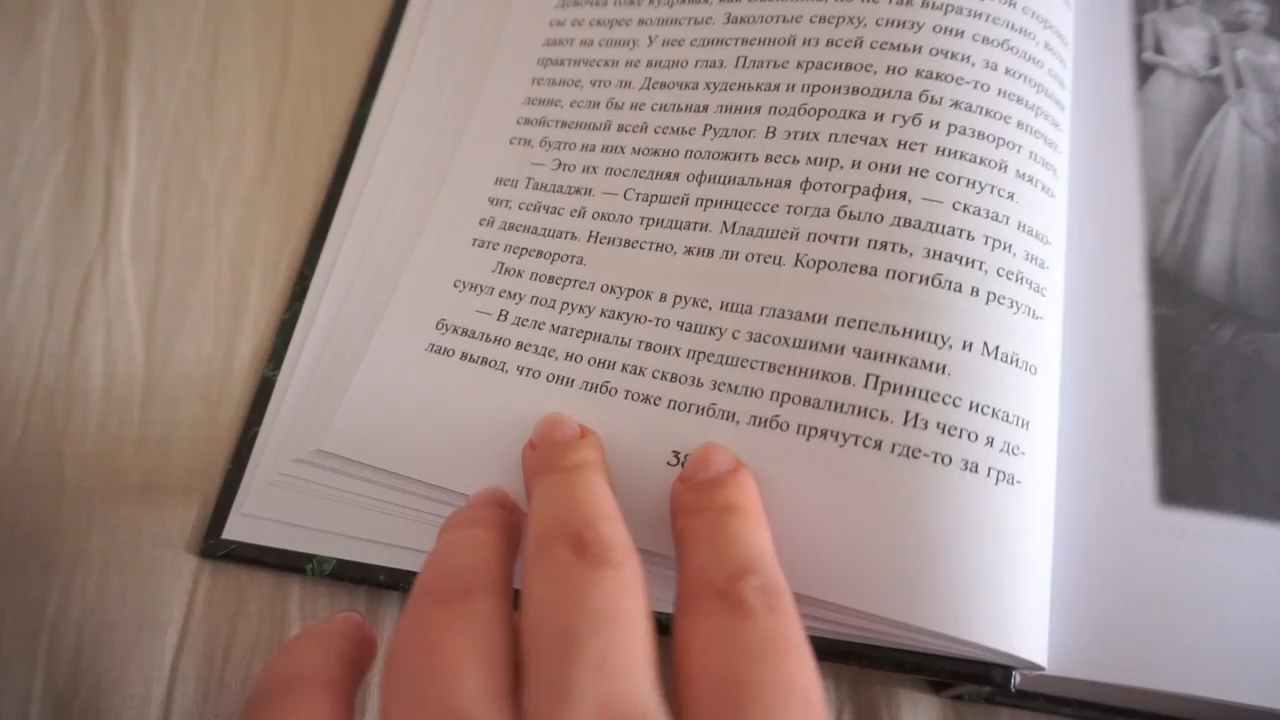 Девочка тоже кудрявая, как
сы ее скорее волнистые. Заколотые сверху, снизу они свободно
дают на спину. У нее единственной из всей семьи очки, за которыми
практически не видно глаз. Платье красивое, но какое-то невырази-
тельное, что ли. Девочка худенькая и производила бы жалкое впечат-
ление, если бы не сильная линия подбородка и губ и разворот плеч,
свойственный всей семье Рудлог. В этих плечах нет никакой мягко-
сти, будто на них можно положить весь мир, и они не согнутся.
— Это их последняя официальная фотография, — сказал нако-
нец Тандаджи. — Старшей принцессе тогда было двадцать три, зна-
чит, сейчас ей около тридцати. Младшей почти пять, значит, сейчас
ей двенадцать. Неизвестно, жив ли отец. Королева погибла в резуль-
тате переворота.
Люк повертел окурок в руке, ища глазами пепельницу, и Майло
сунул ему под руку какую-то чашку с засохшими чаинками.
— В деле материалы твоих предшественников. Принцесс искали
буквально везде, но они как сквозь землю провалились. Из чего я де-
лаю вывод, что они либо тоже погибли, либо прячутся где-то за гра-